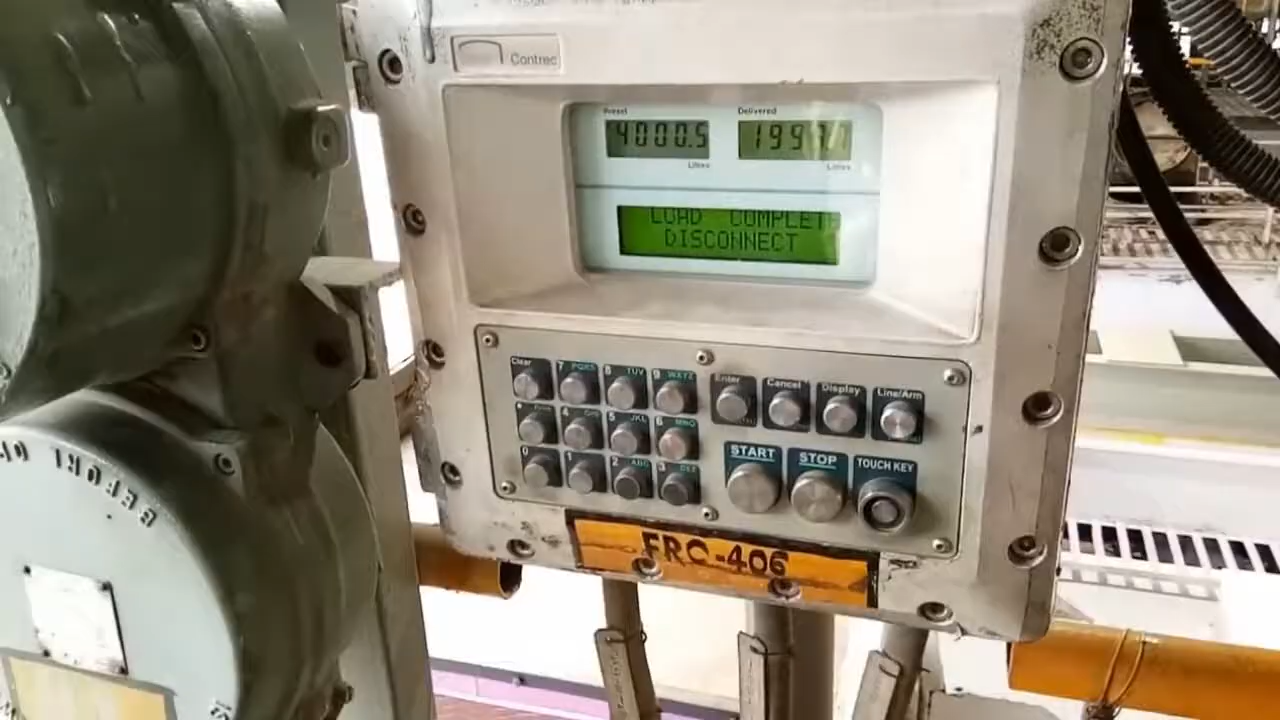 Contrec
Preset
Delivered
4000.5
Litres
Litres
LOAD COMPLETE
DISCONNECT
Clear
7 PQRS
8 TUV
9 WXYZ
Enter
Cancel
Display
Line/Arm
4 GHI
5 JKL
6 MNO
0
1
2 ABC
3 DEF
START
STOP
TOUCH KEY
FRC-406
BEFORE